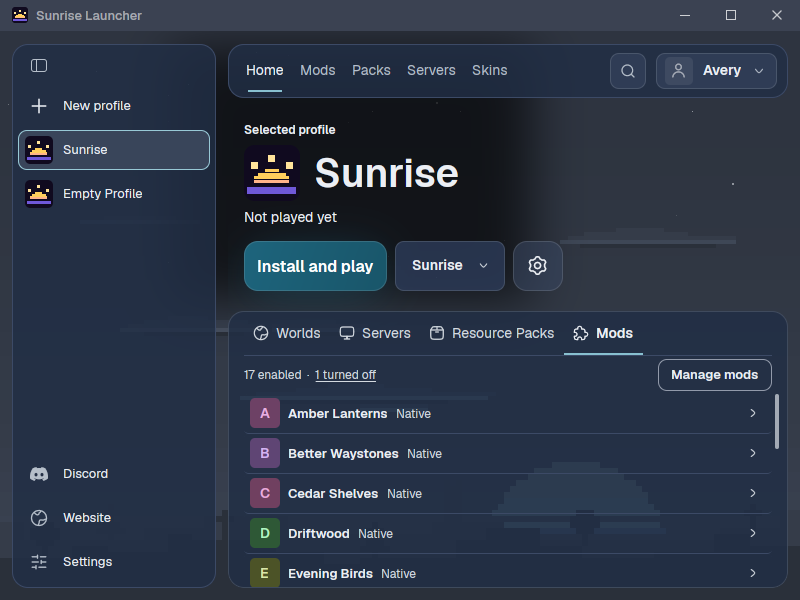 Sunrise Launcher
New profile
Sunrise
Empty Profile
Discord
Website
Settings
Home Mods Packs Servers Skins
Avery
Selected profile
Sunrise
Not played yet
Install and play
Sunrise
Worlds Servers Resource Packs Mods
17 enabled · 1 turned off
Manage mods
A Amber Lanterns Native
B Better Waystones Native
C Cedar Shelves Native
D Driftwood Native
E Evening Birds Native